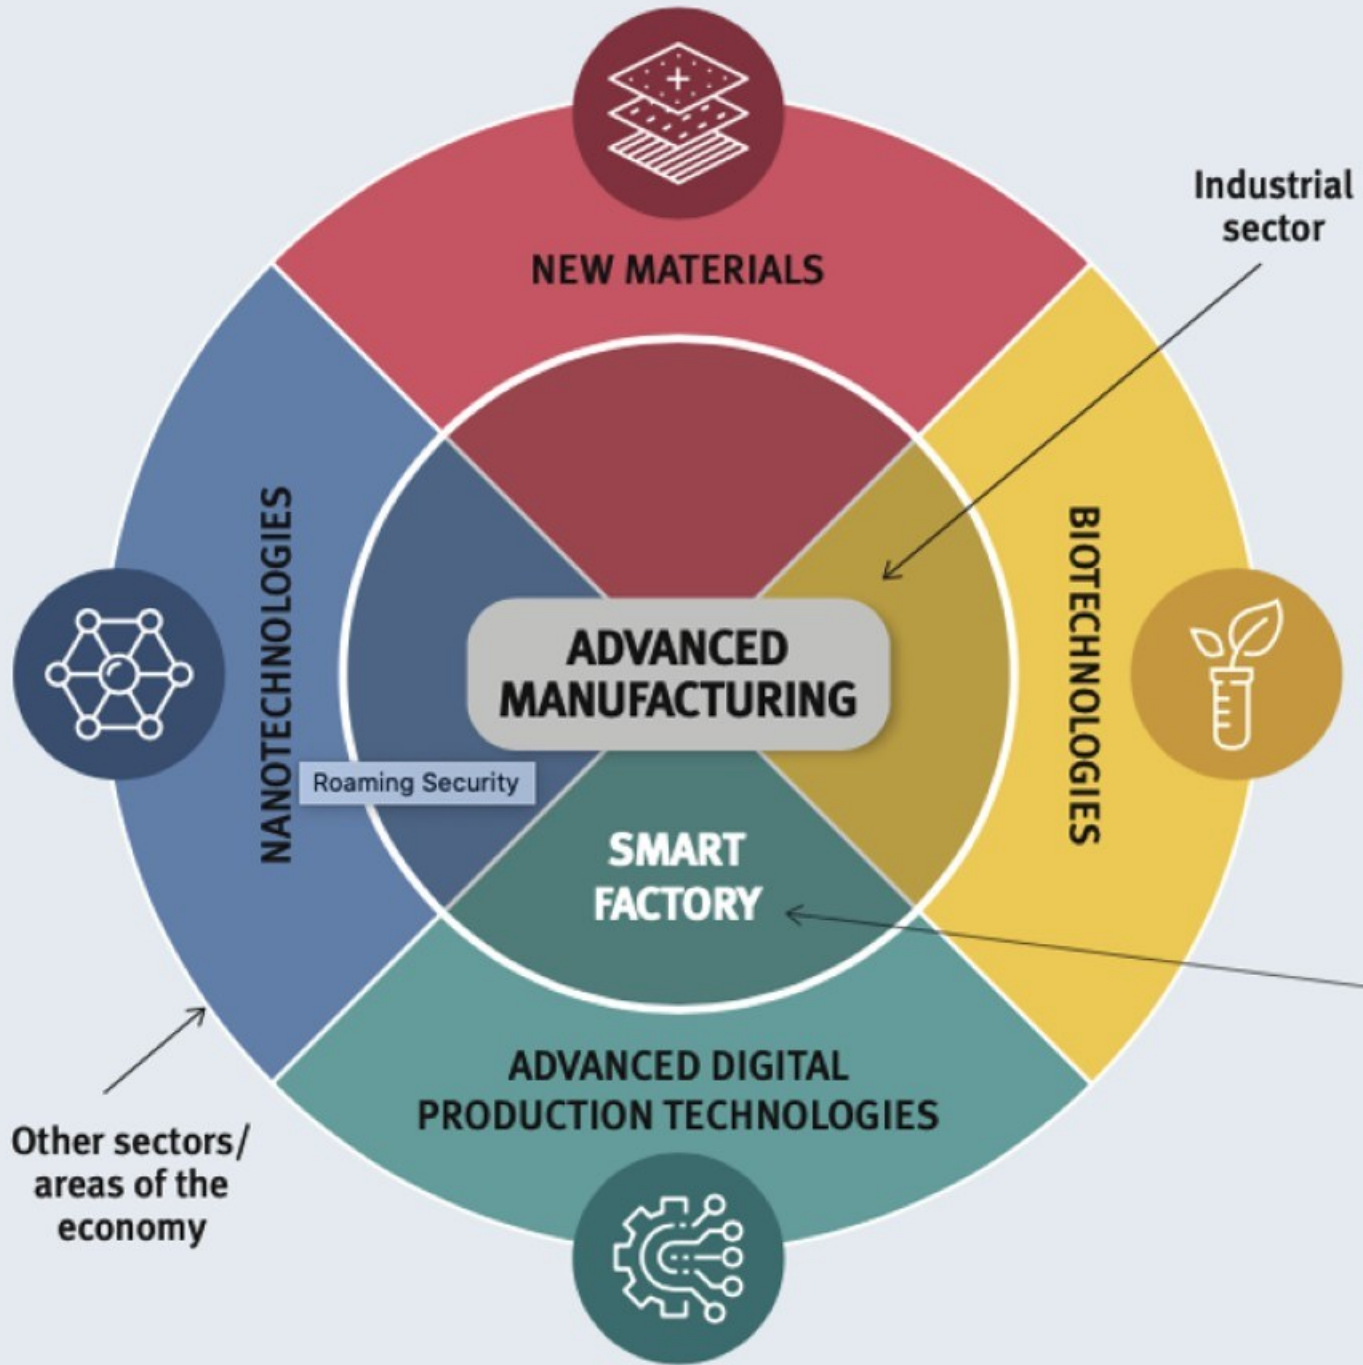 Industrial
sector
NEW MATERIALS
NANOTECHNOLOGIES
BIOTECHNOLOGIES
ADVANCED
MANUFACTURING
Roaming Security
SMART
FACTORY
ADVANCED DIGITAL
PRODUCTION TECHNOLOGIES
Other sectors/
areas of the
economy